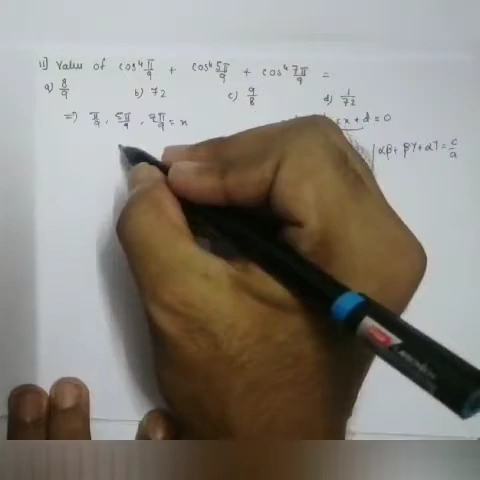 11] Value of cos⁴ π/9 + cos⁴ 5π/9 + cos⁴ 7π/9 =
a) 8/9 b) 72 c) 9/8 d) 1/72
=> π/9, 5π/9, 7π/9 = x
cx + d = 0
αβ + βγ + αγ = c/a